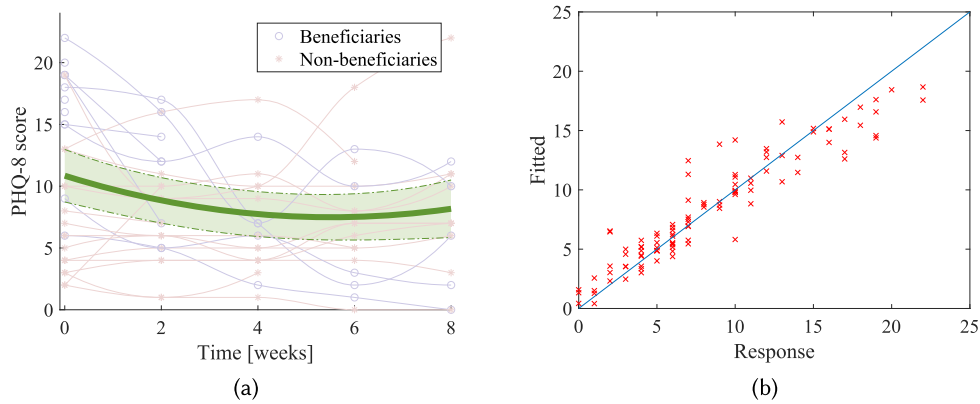 Beneficiaries
Non-beneficiaries
PHQ-8 score
20
15
10
5
0
0 2 4 6 8
Time [weeks]
(a)
Fitted
25
20
15
10
5
0
0 5 10 15 20 25
Response
(b)